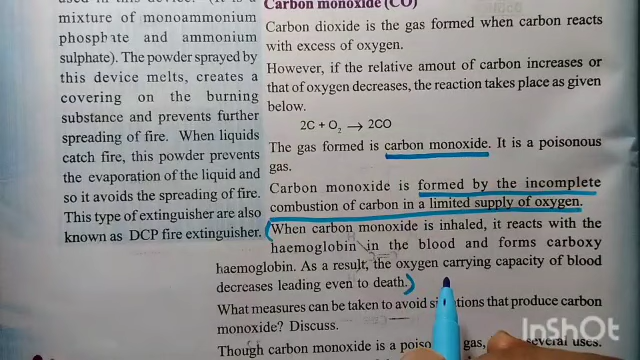 used in this device. (It is a
mixture of monoammonium
phosphate and ammonium
sulphate). The powder sprayed by
this device melts, creates a
covering on the burning
substance and prevents further
spreading of fire. When liquids
catch fire, this powder prevents
the evaporation of the liquid and
so it avoids the spreading of fire.
This type of extinguisher are also
known as DCP fire extinguisher.
Carbon monoxide (CO)
Carbon dioxide is the gas formed when carbon reacts
with excess of oxygen.
However, if the relative amout of carbon increases or
that of oxygen decreases, the reaction takes place as given
below.
2C + O₂ → 2CO
The gas formed is carbon monoxide. It is a poisonous
gas.
Carbon monoxide is formed by the incomplete
combustion of carbon in a limited supply of oxygen.
(When carbon monoxide is inhaled, it reacts with the
haemoglobin in the blood and forms carboxy
haemoglobin. As a result, the oxygen carrying capacity of blood
decreases leading even to death.)
What measures can be taken to avoid tions that produce carbon
monoxide? Discuss.
Though carbon monoxide is a gas, several uses.
InShOt